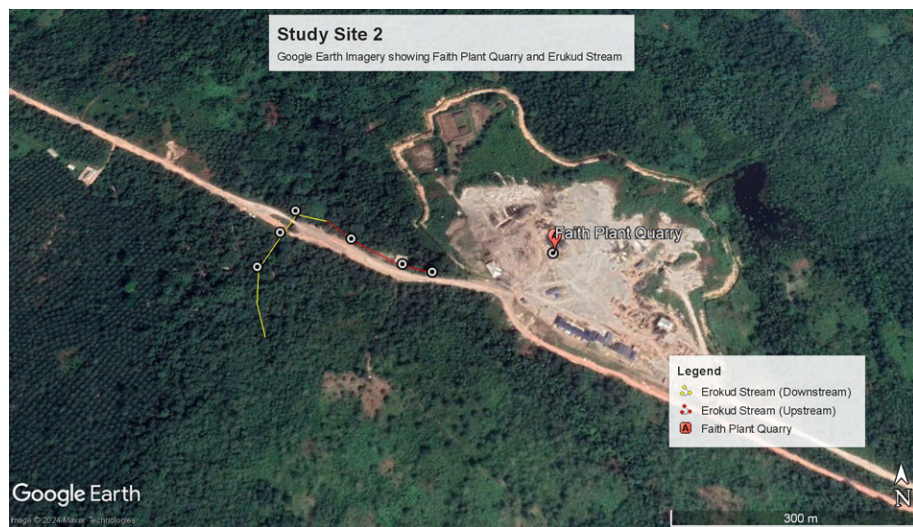 Study Site 2
Google Earth Imagery showing Faith Plant Quarry and Erukud Stream
Faith Plant Quarry
Legend
Erokud Stream (Downstream)
Erokud Stream (Upstream)
A Faith Plant Quarry
Google Earth
Image © 2024 Maxar Technologies
N
300 m